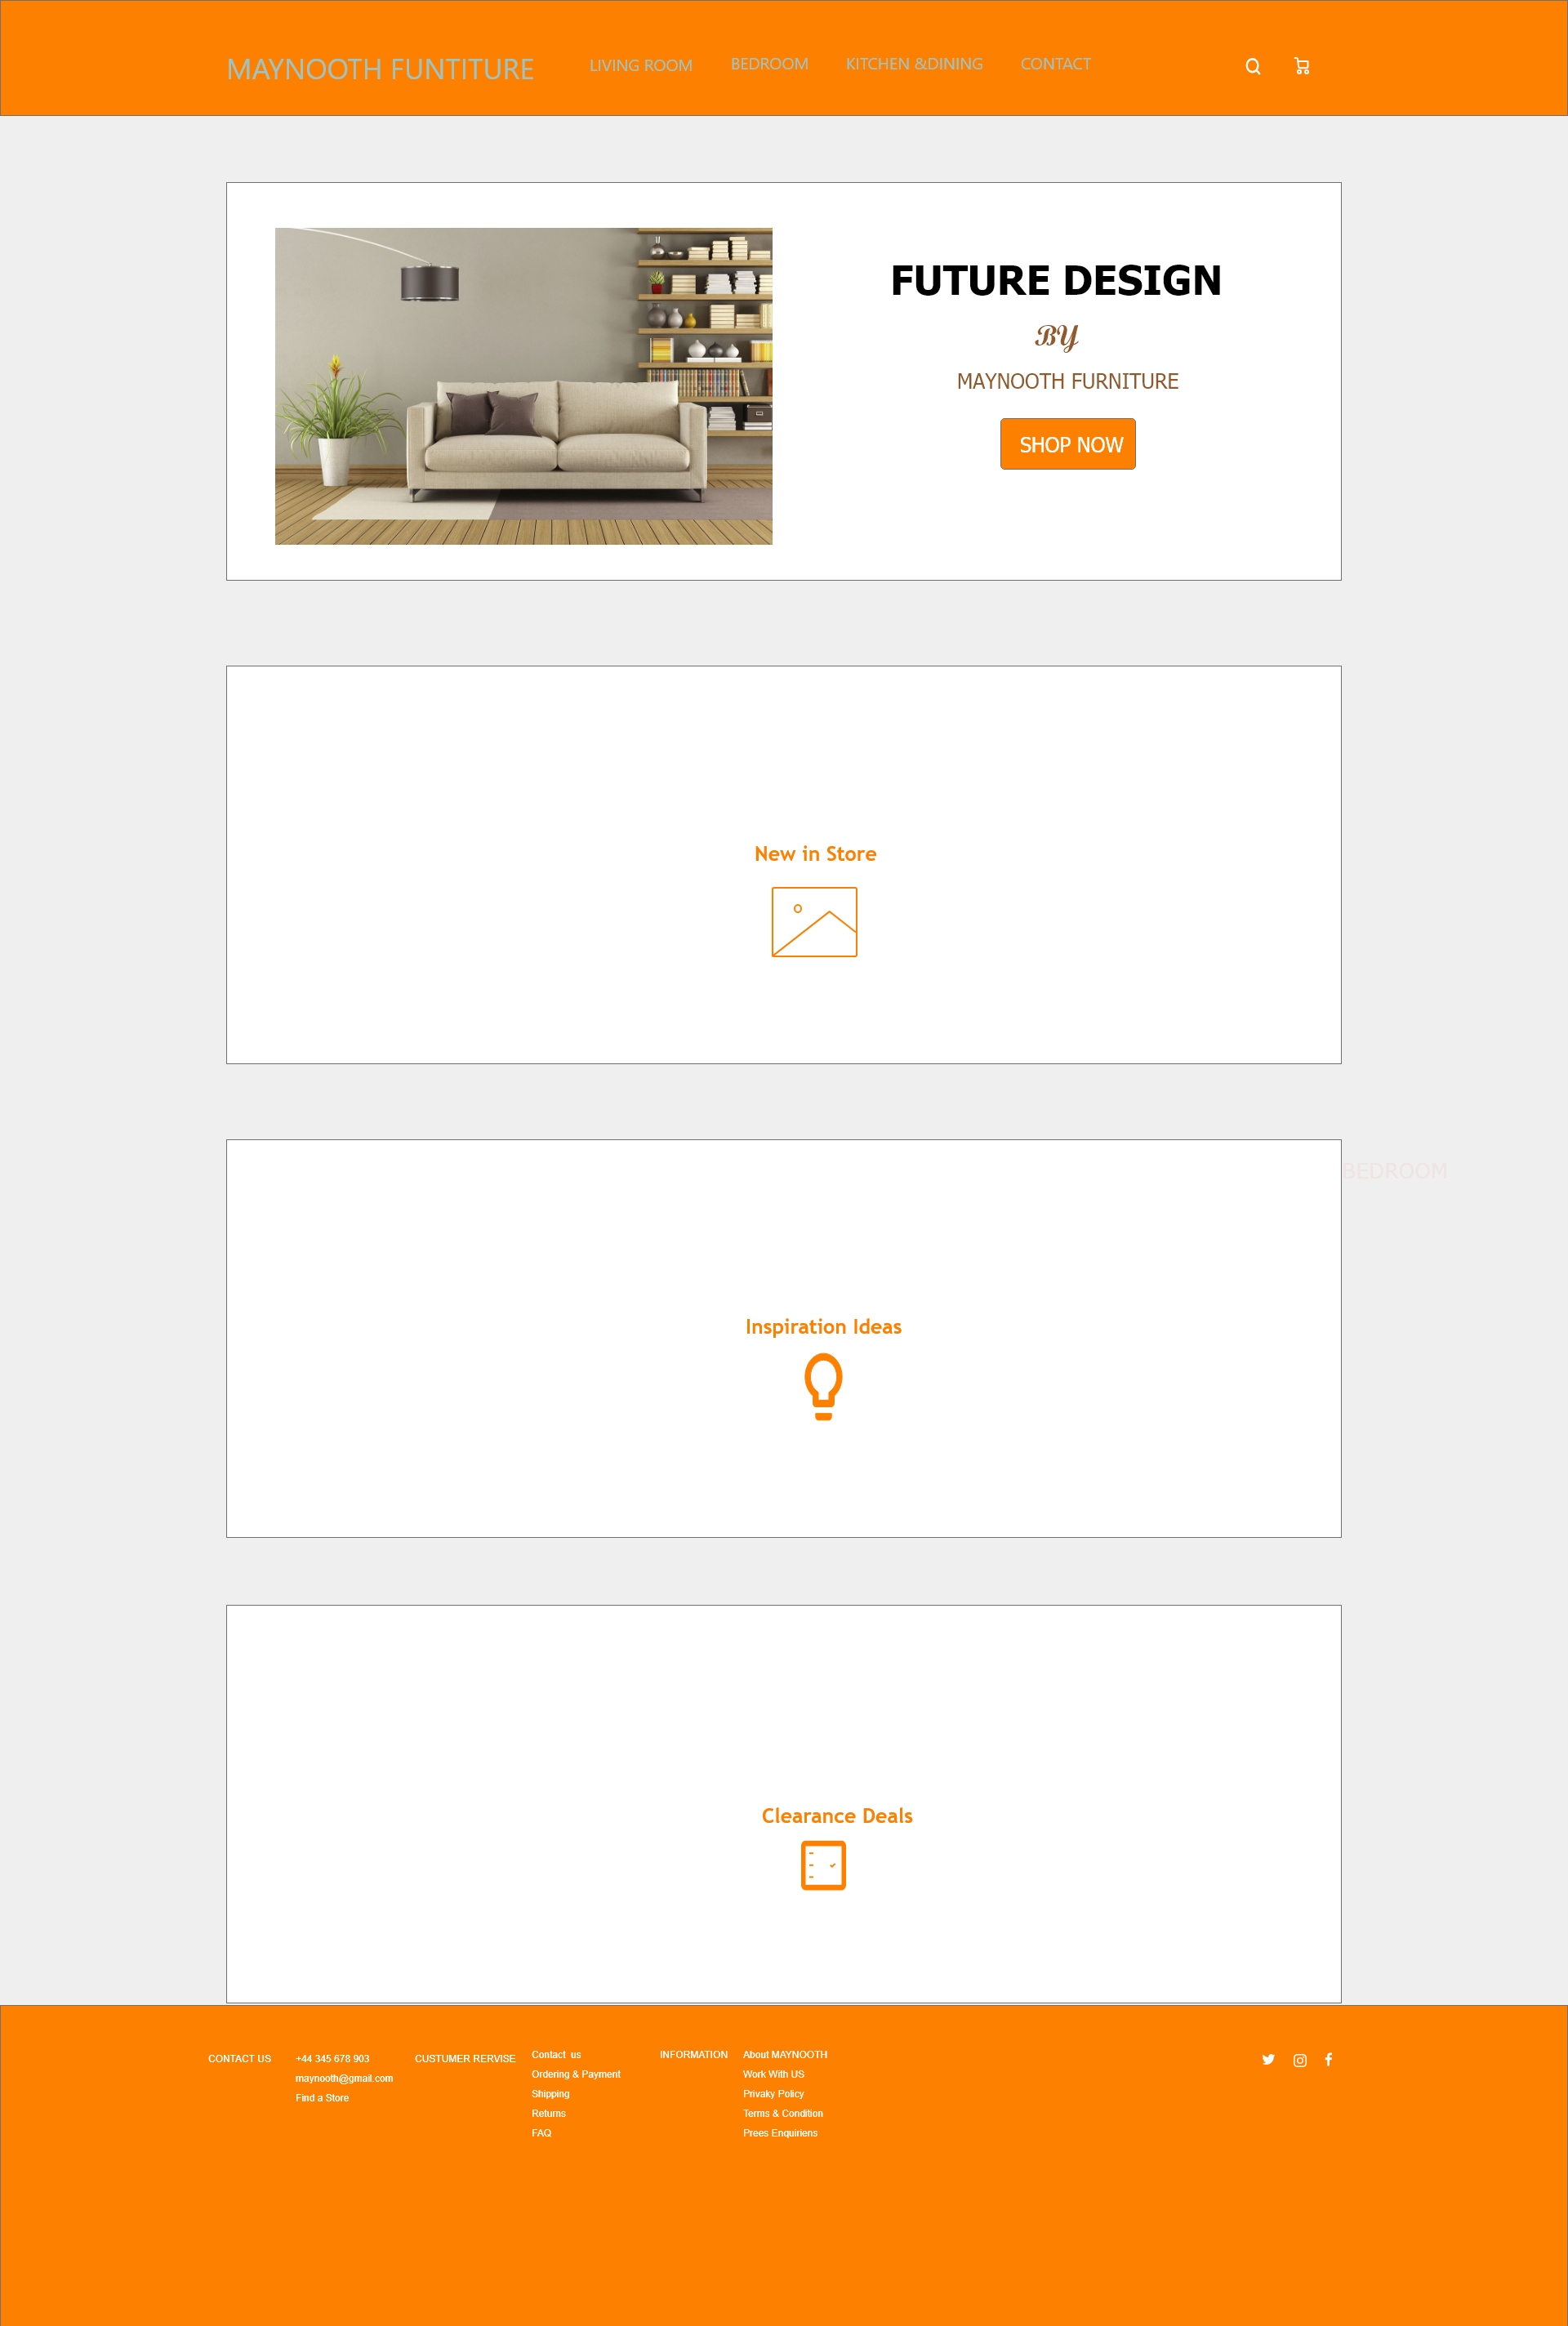 MAYNOOTH FUNTITURE
LIVING ROOM
BEDROOM
KITCHEN &DINING
CONTACT
FUTURE DESIGN
BY
MAYNOOTH FURNITURE
SHOP NOW
New in Store
BEDROOM
Inspiration Ideas
Clearance Deals
CONTACT US
+44 345 678 903
maynooth@gmail.com
Find a Store
CUSTUMER RERVISE
Contact  us
Ordering & Payment
Shipping
Returns
FAQ
INFORMATION
About MAYNOOTH
Work With US
Privaky Policy
Terms & Condition
Prees Enquiriens